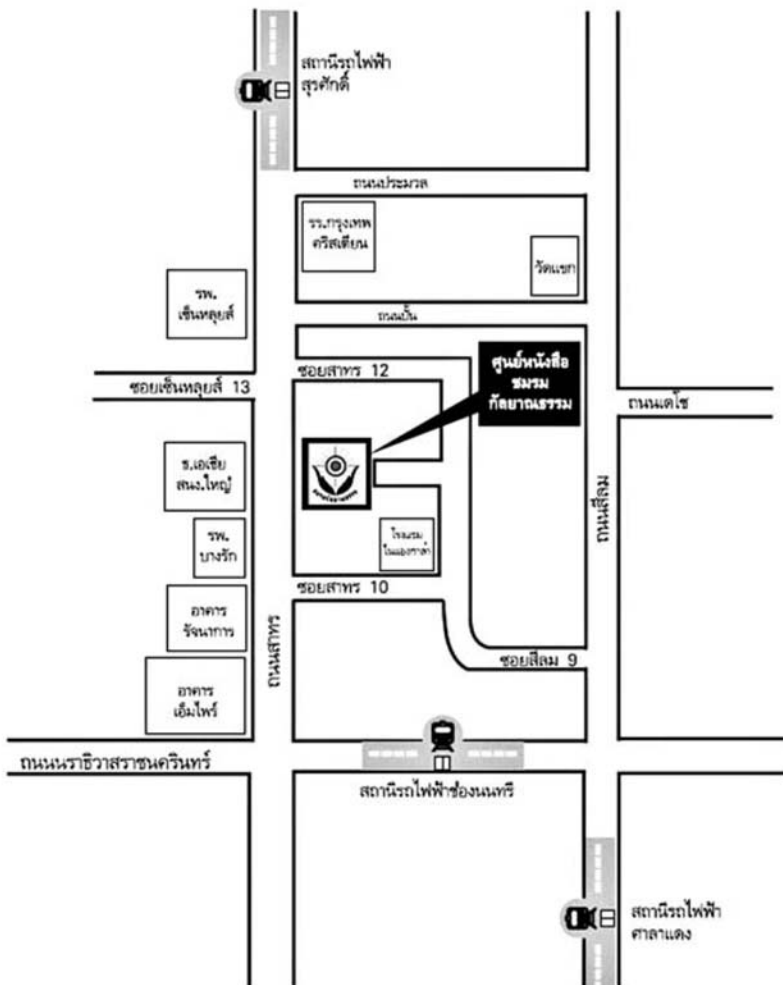 สถานีรถไฟฟ้า
สุรศักดิ์
ถนนประมวล
รร.กรุงเทพ
คริสเตียน
วัดแขก
รพ.
เซ็นหลุยส์
ถนนปั้น
ศูนย์หนังสือ
ชมรม
กัลยาณธรรม
ซอยสาทร 12
ซอยเซ็นหลุยส์ 13
ถนนเดโช
ธ.เอเซีย
สนง.ใหญ่
ถนนสีลม
รพ.
บางรัก
โรงแรม
ซอยสาทร 10
อาคาร
รัจนาการ
ถนนสาทร
ซอยสีลม 9
อาคาร
เอ็มไพร์
ถนนนราธิวาสราชนครินทร์
สถานีรถไฟฟ้าช่องนนทรี
สถานีรถไฟฟ้า
ศาลาแดง